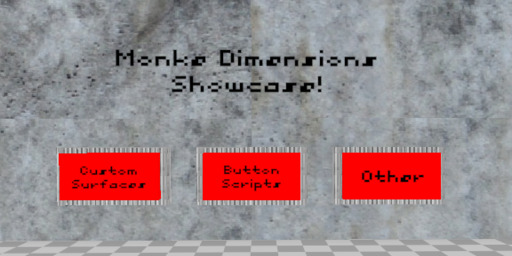 Monke Dimensions
Showcase!
Custom
Surfaces
Button
Scripts
Other